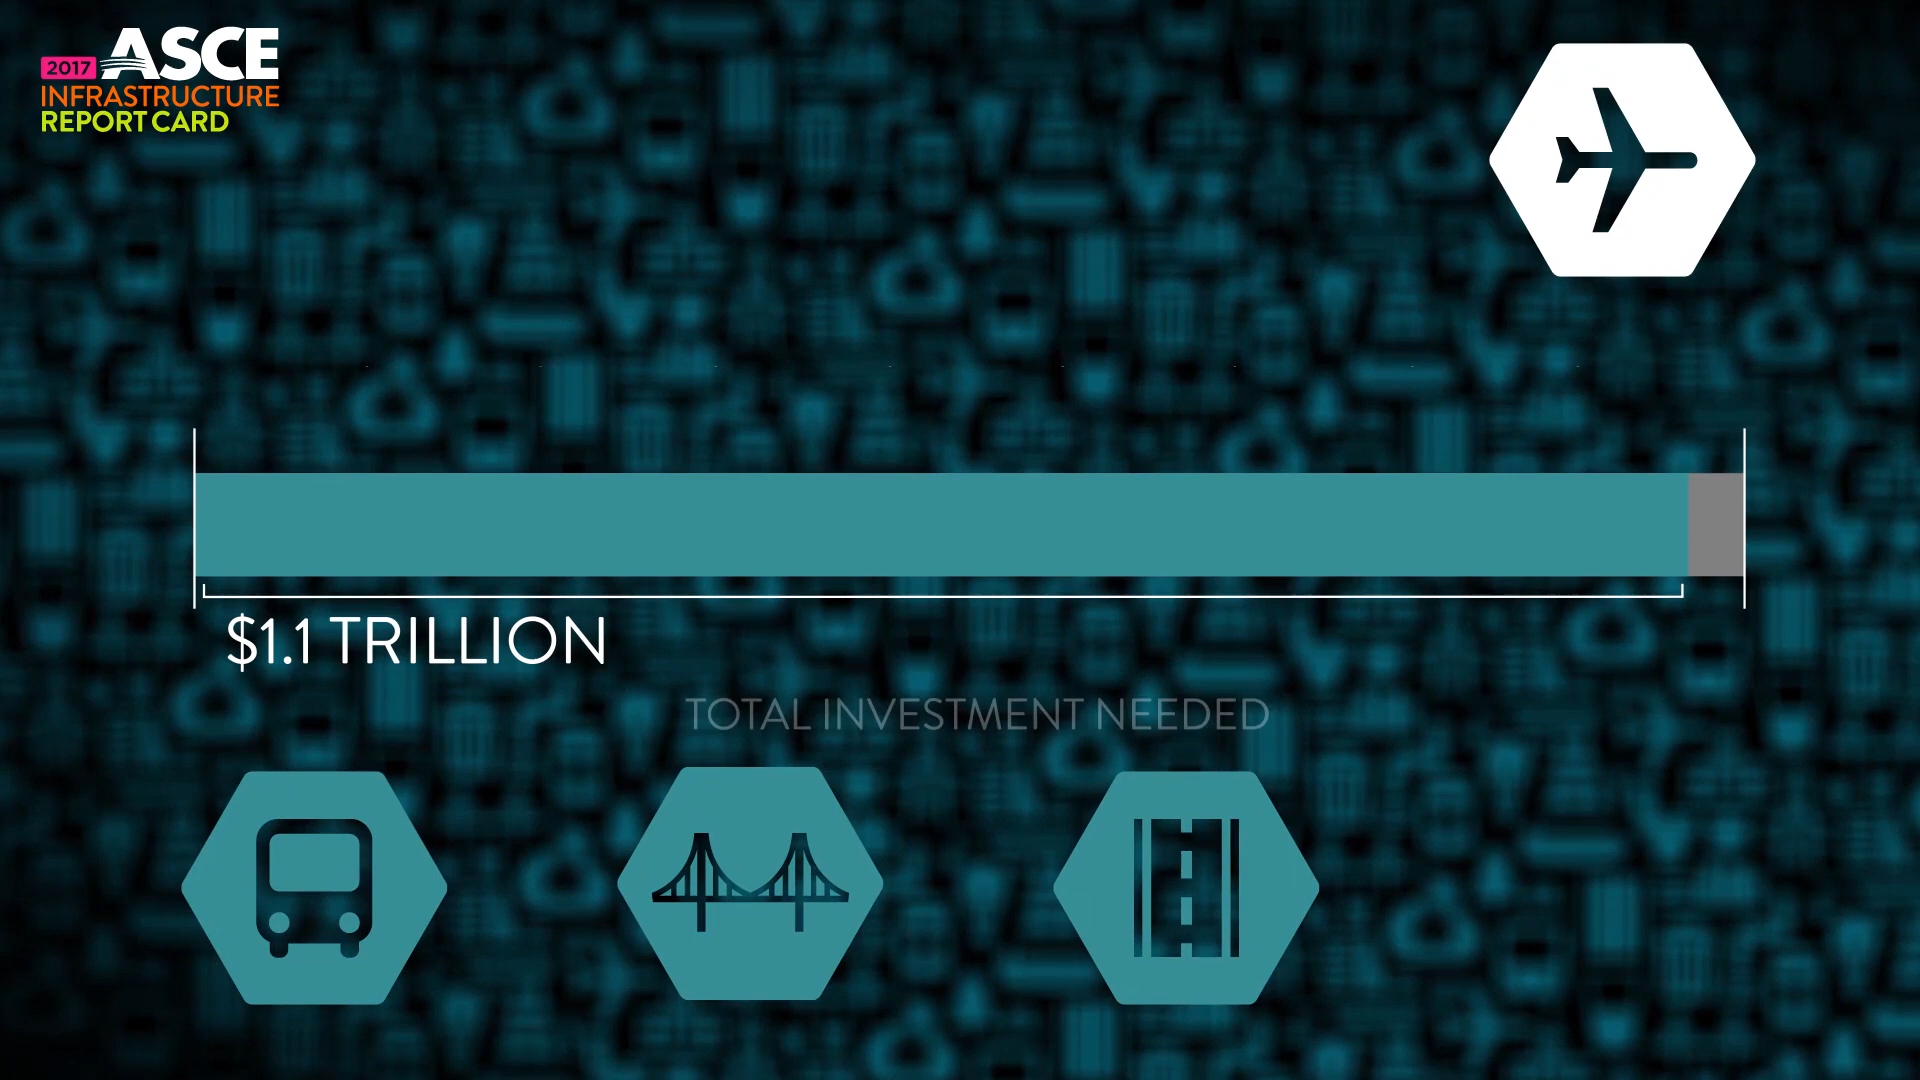 2017 ASCE
INFRASTRUCTURE
REPORT CARD
$1.1 TRILLION
TOTAL INVESTMENT NEEDED